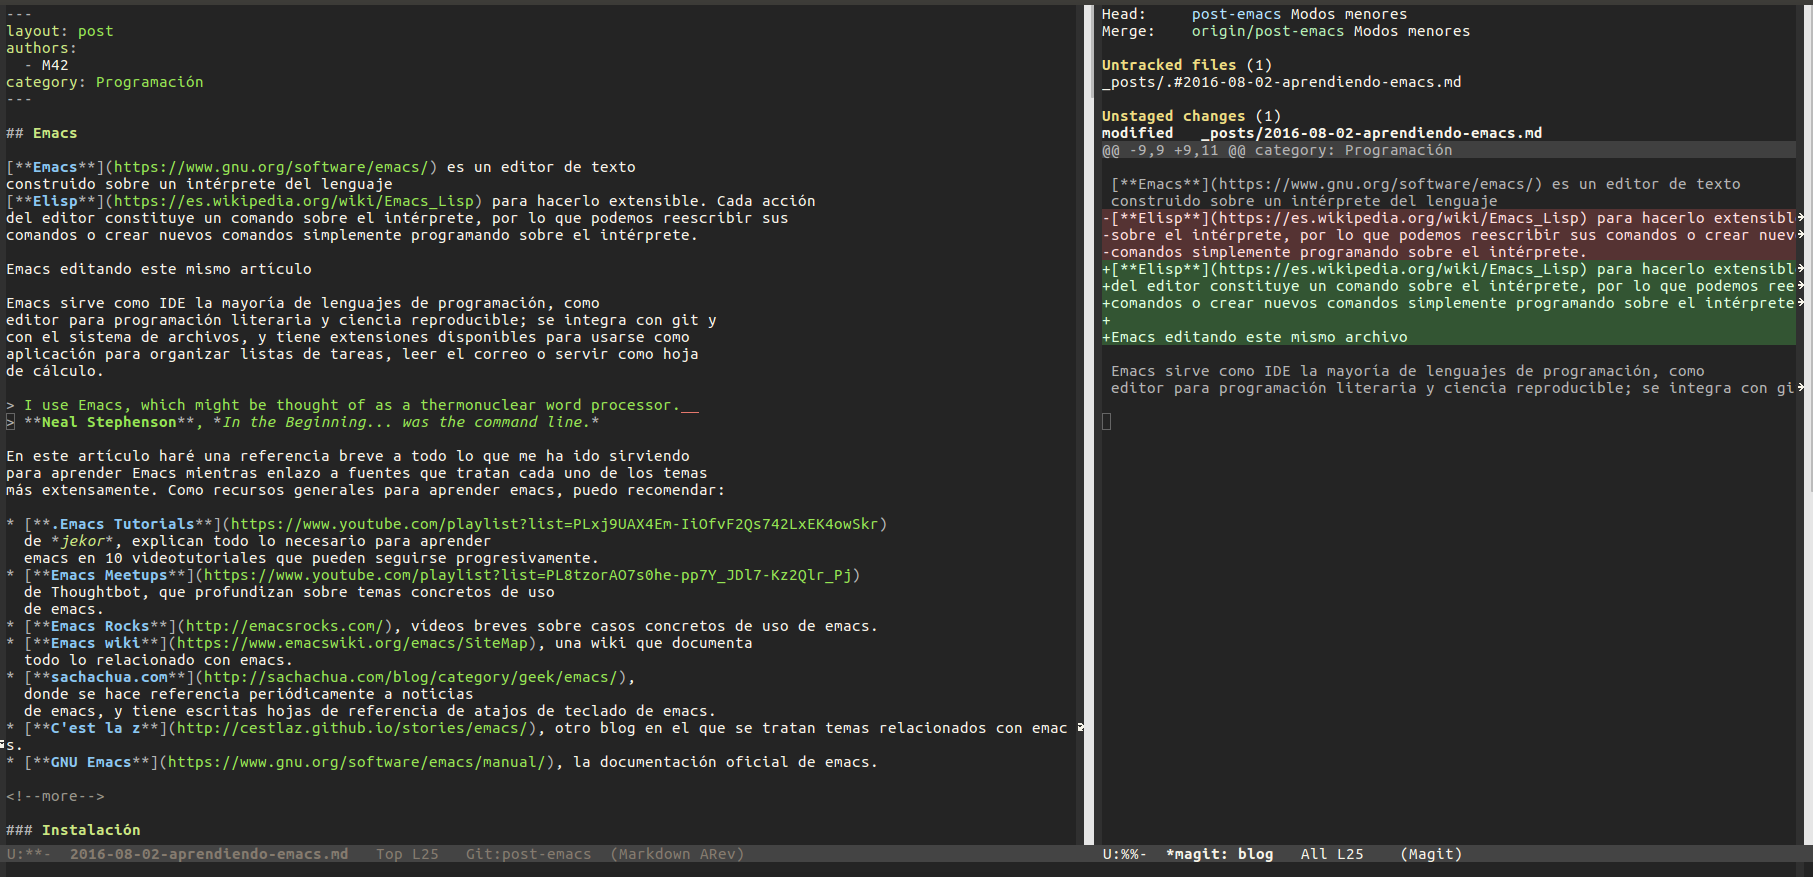 ---
layout: post
authors:
  - M42
category: Programación
---
## Emacs
[**Emacs**](https://www.gnu.org/software/emacs/) es un editor de texto
construido sobre un intérprete del lenguaje
[**Elisp**](https://es.wikipedia.org/wiki/Emacs_Lisp) para hacerlo extensible. Cada acción
del editor constituye un comando sobre el intérprete, por lo que podemos reescribir sus
comandos o crear nuevos comandos simplemente programando sobre el intérprete.
Emacs editando este mismo artículo
Emacs sirve como IDE la mayoría de lenguajes de programación, como
editor para programación literaria y ciencia reproducible; se integra con git y
con el sistema de archivos, y tiene extensiones disponibles para usarse como
aplicación para organizar listas de tareas, leer el correo o servir como hoja
de cálculo.
> I use Emacs, which might be thought of as a thermonuclear word processor.__
> **Neal Stephenson**, *In the Beginning... was the command line.*
En este artículo haré una referencia breve a todo lo que me ha ido sirviendo
para aprender Emacs mientras enlazo a fuentes que tratan cada uno de los temas
más extensamente. Como recursos generales para aprender emacs, puedo recomendar:
* [**.Emacs Tutorials**](https://www.youtube.com/playlist?list=PLxj9UAX4Em-IiOfvF2Qs742LxEK4owSkr)
  de *jekor*, explican todo lo necesario para aprender
  emacs en 10 videotutoriales que pueden seguirse progresivamente.
* [**Emacs Meetups**](https://www.youtube.com/playlist?list=PL8tzorAO7s0he-pp7Y_JDl7-Kz2Qlr_Pj)
  de Thoughtbot, que profundizan sobre temas concretos de uso
  de emacs.
* [**Emacs Rocks**](http://emacsrocks.com/), vídeos breves sobre casos concretos de uso de emacs.
* [**Emacs wiki**](https://www.emacswiki.org/emacs/SiteMap), una wiki que documenta
  todo lo relacionado con emacs.
* [**sachachua.com**](http://sachachua.com/blog/category/geek/emacs/),
  donde se hace referencia periódicamente a noticias
  de emacs, y tiene escritas hojas de referencia de atajos de teclado de emacs.
* [**C'est la z**](http://cestlaz.github.io/stories/emacs/), otro blog en el que se tratan temas relacionados con emac
s.
* [**GNU Emacs**](https://www.gnu.org/software/emacs/manual/), la documentación oficial de emacs.
<!--more-->
### Instalación
U:**-  2016-08-02-aprendiendo-emacs.md   Top L25   Git:post-emacs  (Markdown ARev)
Head:     post-emacs Modos menores
Merge:    origin/post-emacs Modos menores
Untracked files (1)
_posts/.#2016-08-02-aprendiendo-emacs.md
Unstaged changes (1)
modified   _posts/2016-08-02-aprendiendo-emacs.md
@@ -9,9 +9,11 @@ category: Programación
 [**Emacs**](https://www.gnu.org/software/emacs/) es un editor de texto
 construido sobre un intérprete del lenguaje
-[**Elisp**](https://es.wikipedia.org/wiki/Emacs_Lisp) para hacerlo extensibl
-sobre el intérprete, por lo que podemos reescribir sus comandos o crear nuev
-comandos simplemente programando sobre el intérprete.
+[**Elisp**](https://es.wikipedia.org/wiki/Emacs_Lisp) para hacerlo extensibl
+del editor constituye un comando sobre el intérprete, por lo que podemos ree
+comandos o crear nuevos comandos simplemente programando sobre el intérprete
+
+Emacs editando este mismo archivo
 Emacs sirve como IDE la mayoría de lenguajes de programación, como
 editor para programación literaria y ciencia reproducible; se integra con gi
U:%%-  *magit: blog   All L25    (Magit)